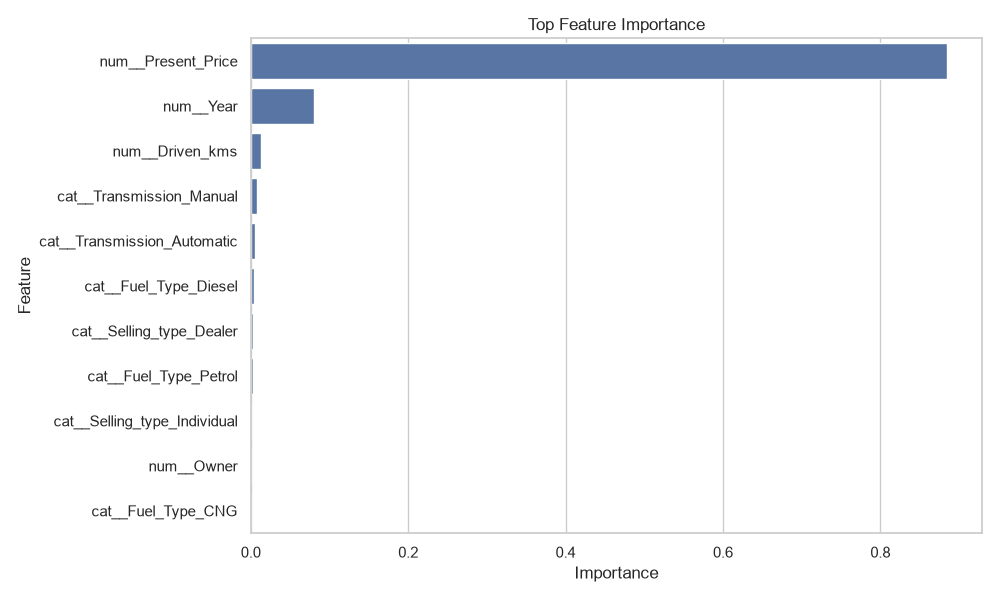 Top Feature Importance
num__Present_Price
num__Year
num__Driven_kms
cat__Transmission_Manual
cat__Transmission_Automatic
cat__Fuel_Type_Diesel
cat__Selling_type_Dealer
cat__Fuel_Type_Petrol
cat__Selling_type_Individual
num__Owner
cat__Fuel_Type_CNG
Feature
0.0 0.2 0.4 0.6 0.8
Importance